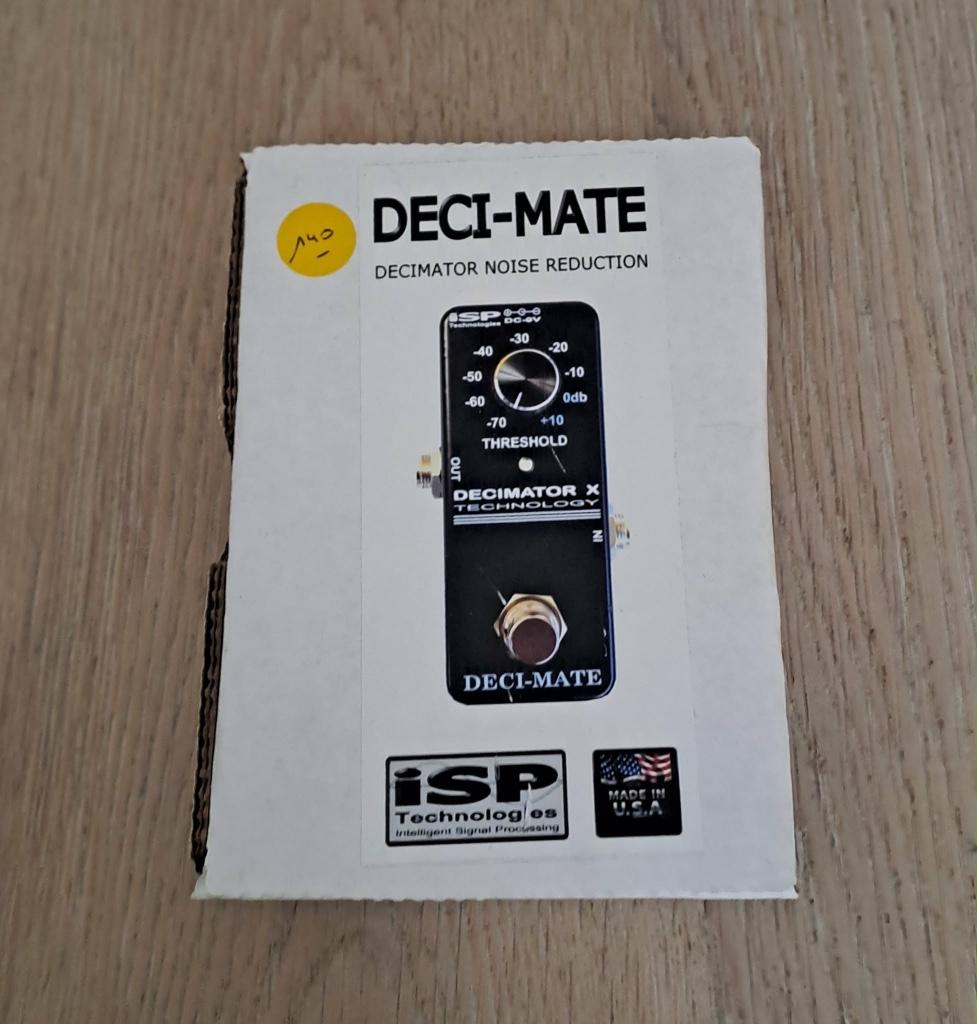 140
DECI-MATE
DECIMATOR NOISE REDUCTION
iSP
Technologies
DC-9V
-30
-40
-20
-50
-10
-60
0db
-70
+10
THRESHOLD
OUT
DECIMATOR X
TECHNOLOGY
IN
DECI-MATE
iSP
Technologies
Intelligent Signal Processing
MADE IN
U.S.A